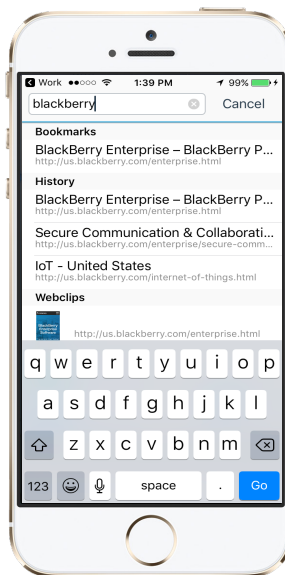 Work 1:39 PM 99%
blackberry Cancel
Bookmarks
BlackBerry Enterprise – BlackBerry P...
http://us.blackberry.com/enterprise.html
History
BlackBerry Enterprise – BlackBerry P...
http://us.blackberry.com/enterprise.html
Secure Communication & Collaborati...
http://us.blackberry.com/enterprise/secure-comm...
IoT - United States
http://us.blackberry.com/internet-of-things.html
Webclips
http://us.blackberry.com/enterprise.html
q w e r t y u i o p
a s d f g h j k l
z x c v b n m
123 space . Go